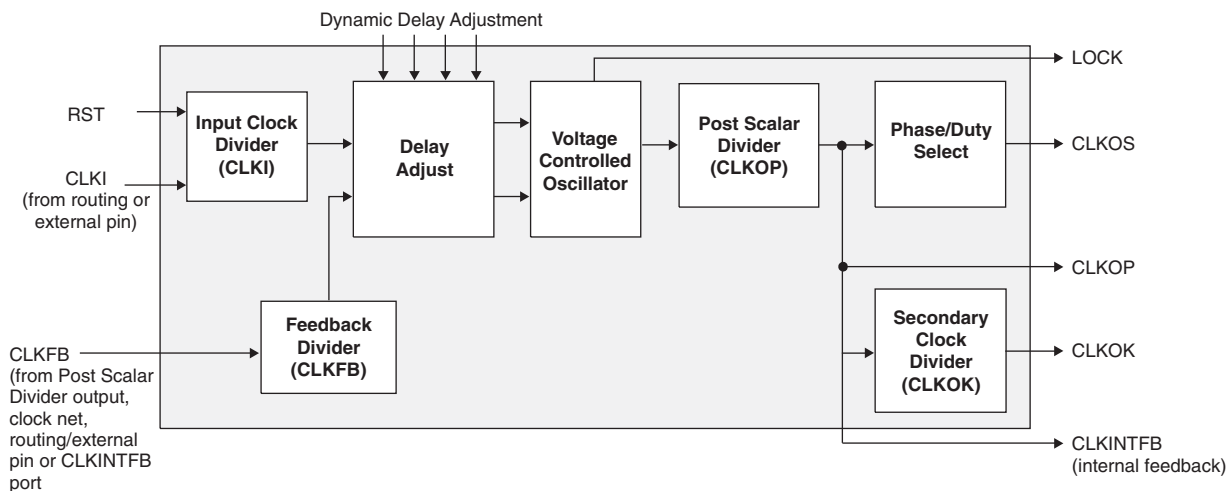 Dynamic Delay Adjustment
LOCK
RST
Input Clock
Divider
(CLKI)
Delay
Adjust
Voltage
Controlled
Oscillator
Post Scalar
Divider
(CLKOP)
Phase/Duty
Select
CLKOS
CLKI
(from routing or
external pin)
CLKOP
Feedback
Divider
(CLKFB)
Secondary
Clock
Divider
(CLKOK)
CLKOK
CLKFB
(from Post Scalar
Divider output,
clock net,
routing/external
pin or CLKINTFB
port
CLKINTFB
(internal feedback)